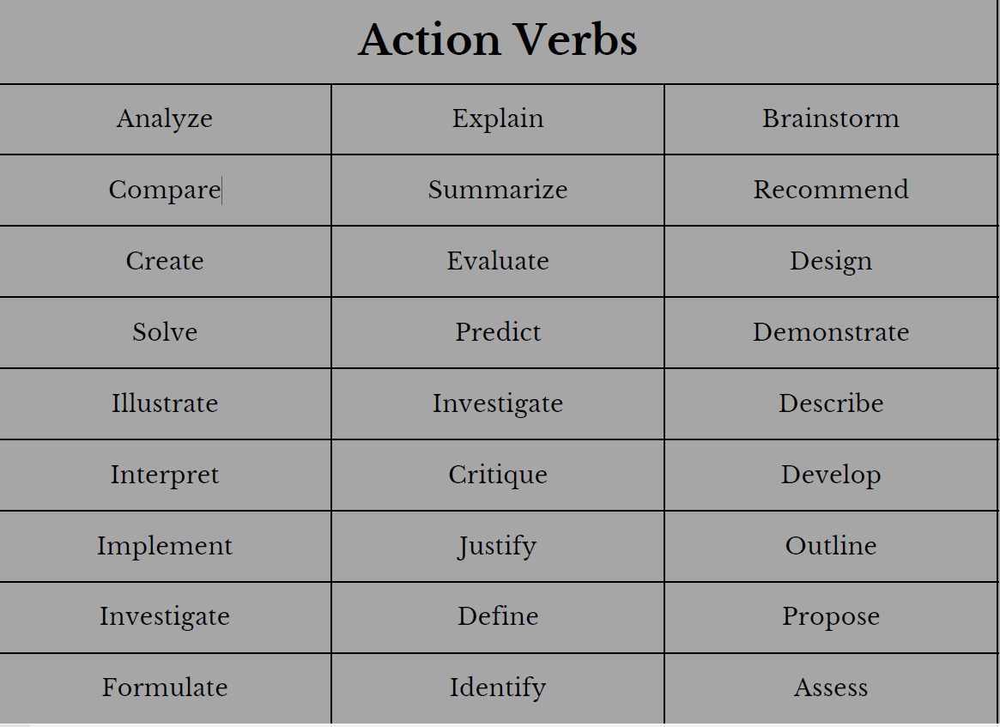 Action Verbs
Analyze Explain Brainstorm
Compare Summarize Recommend
Create Evaluate Design
Solve Predict Demonstrate
Illustrate Investigate Describe
Interpret Critique Develop
Implement Justify Outline
Investigate Define Propose
Formulate Identify Assess